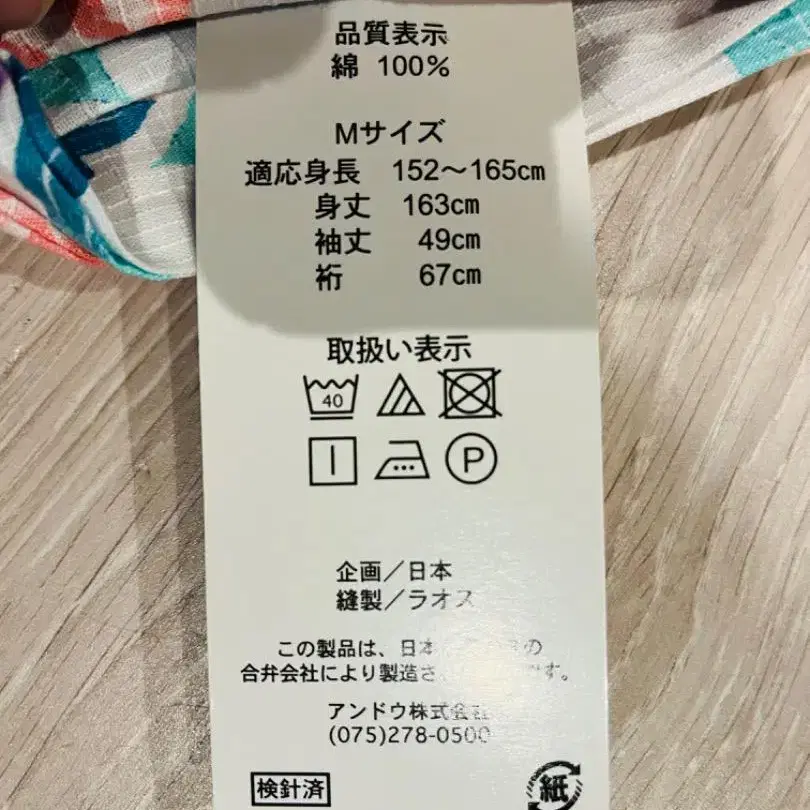 品質表示
綿 100%
Mサイズ
適応身長 152～165cm
身丈 163cm
袖丈 49cm
裄 67cm
取扱い表示
40
P
企画／日本
縫製／ラオス
この製品は、日本の
合弁会社により製造さす。
アンドウ株式会社
(075)278-0500
検針済
紙